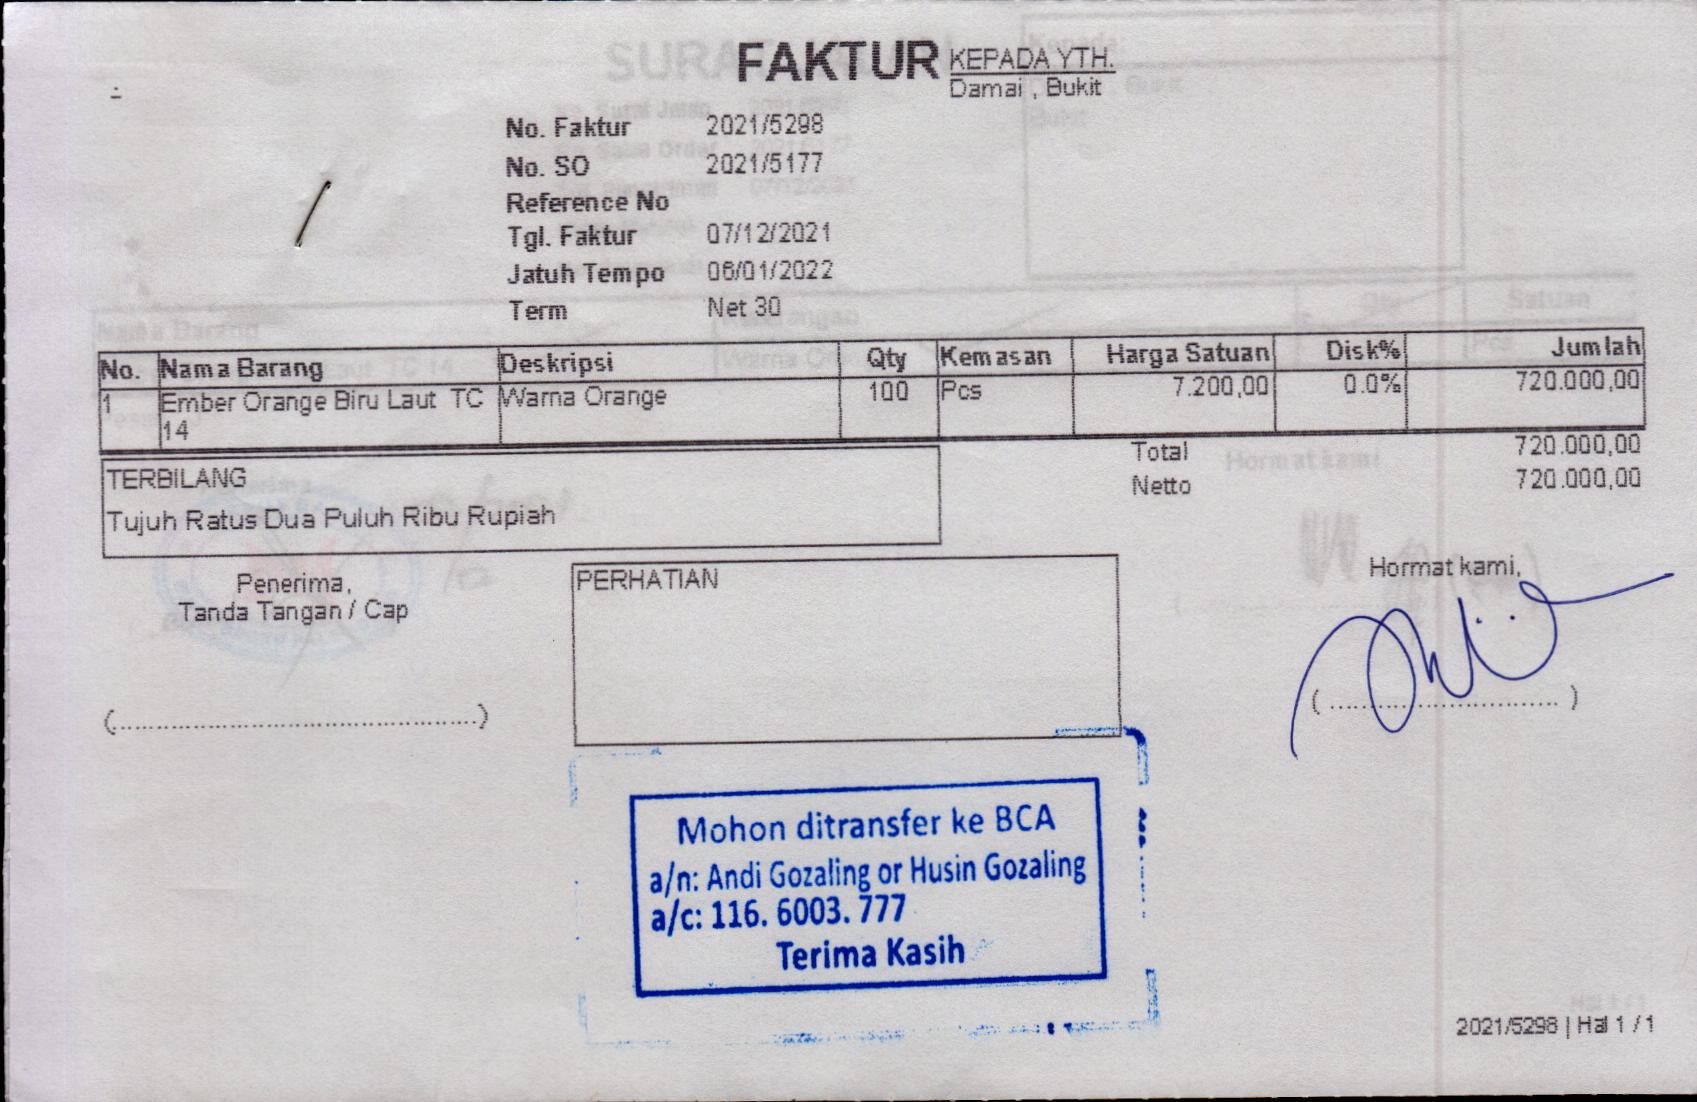 FAKTUR
KEPADA YTH.
Damai , Bukit
No. Faktur 2021/5298
No. SO 2021/5177
Reference No
Tgl. Faktur 07/12/2021
Jatuh Tempo 06/01/2022
Term Net 30
No. Nama Barang Deskripsi Qty Kemasan Harga Satuan Disk% Jumlah
1 Ember Orange Biru Laut TC Warna Orange 100 Pcs 7.200,00 0.0% 720.000,00
14
Total 720.000,00
Netto 720.000,00
TERBILANG
Tujuh Ratus Dua Puluh Ribu Rupiah
Penerima,
Tanda Tangan / Cap
(..............................................)
PERHATIAN
Hormat kami,
( .............................. )
Mohon ditransfer ke BCA
a/n: Andi Gozaling or Husin Gozaling
a/c: 116. 6003. 777
Terima Kasih
2021/5298 | Hal 1 / 1